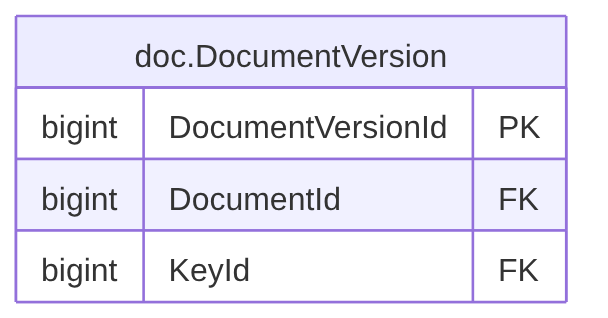 doc.DocumentVersion
bigint DocumentVersionId PK
bigint DocumentId FK
bigint KeyId FK